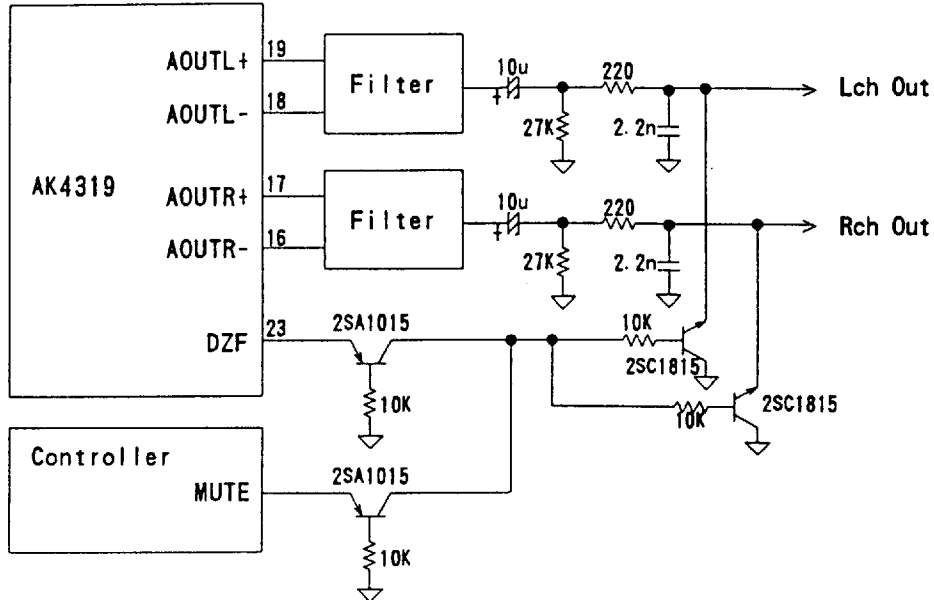 AOUTL+
19
AOUTL-
18
Filter
10u
220
Lch Out
27K
2.2n
AK4319
AOUTR+
17
AOUTR-
16
Filter
10u
220
Rch Out
27K
2.2n
DZF
23
2SA1015
10K
2SC1815
10K
10K
2SC1815
Controller
MUTE
2SA1015
10K